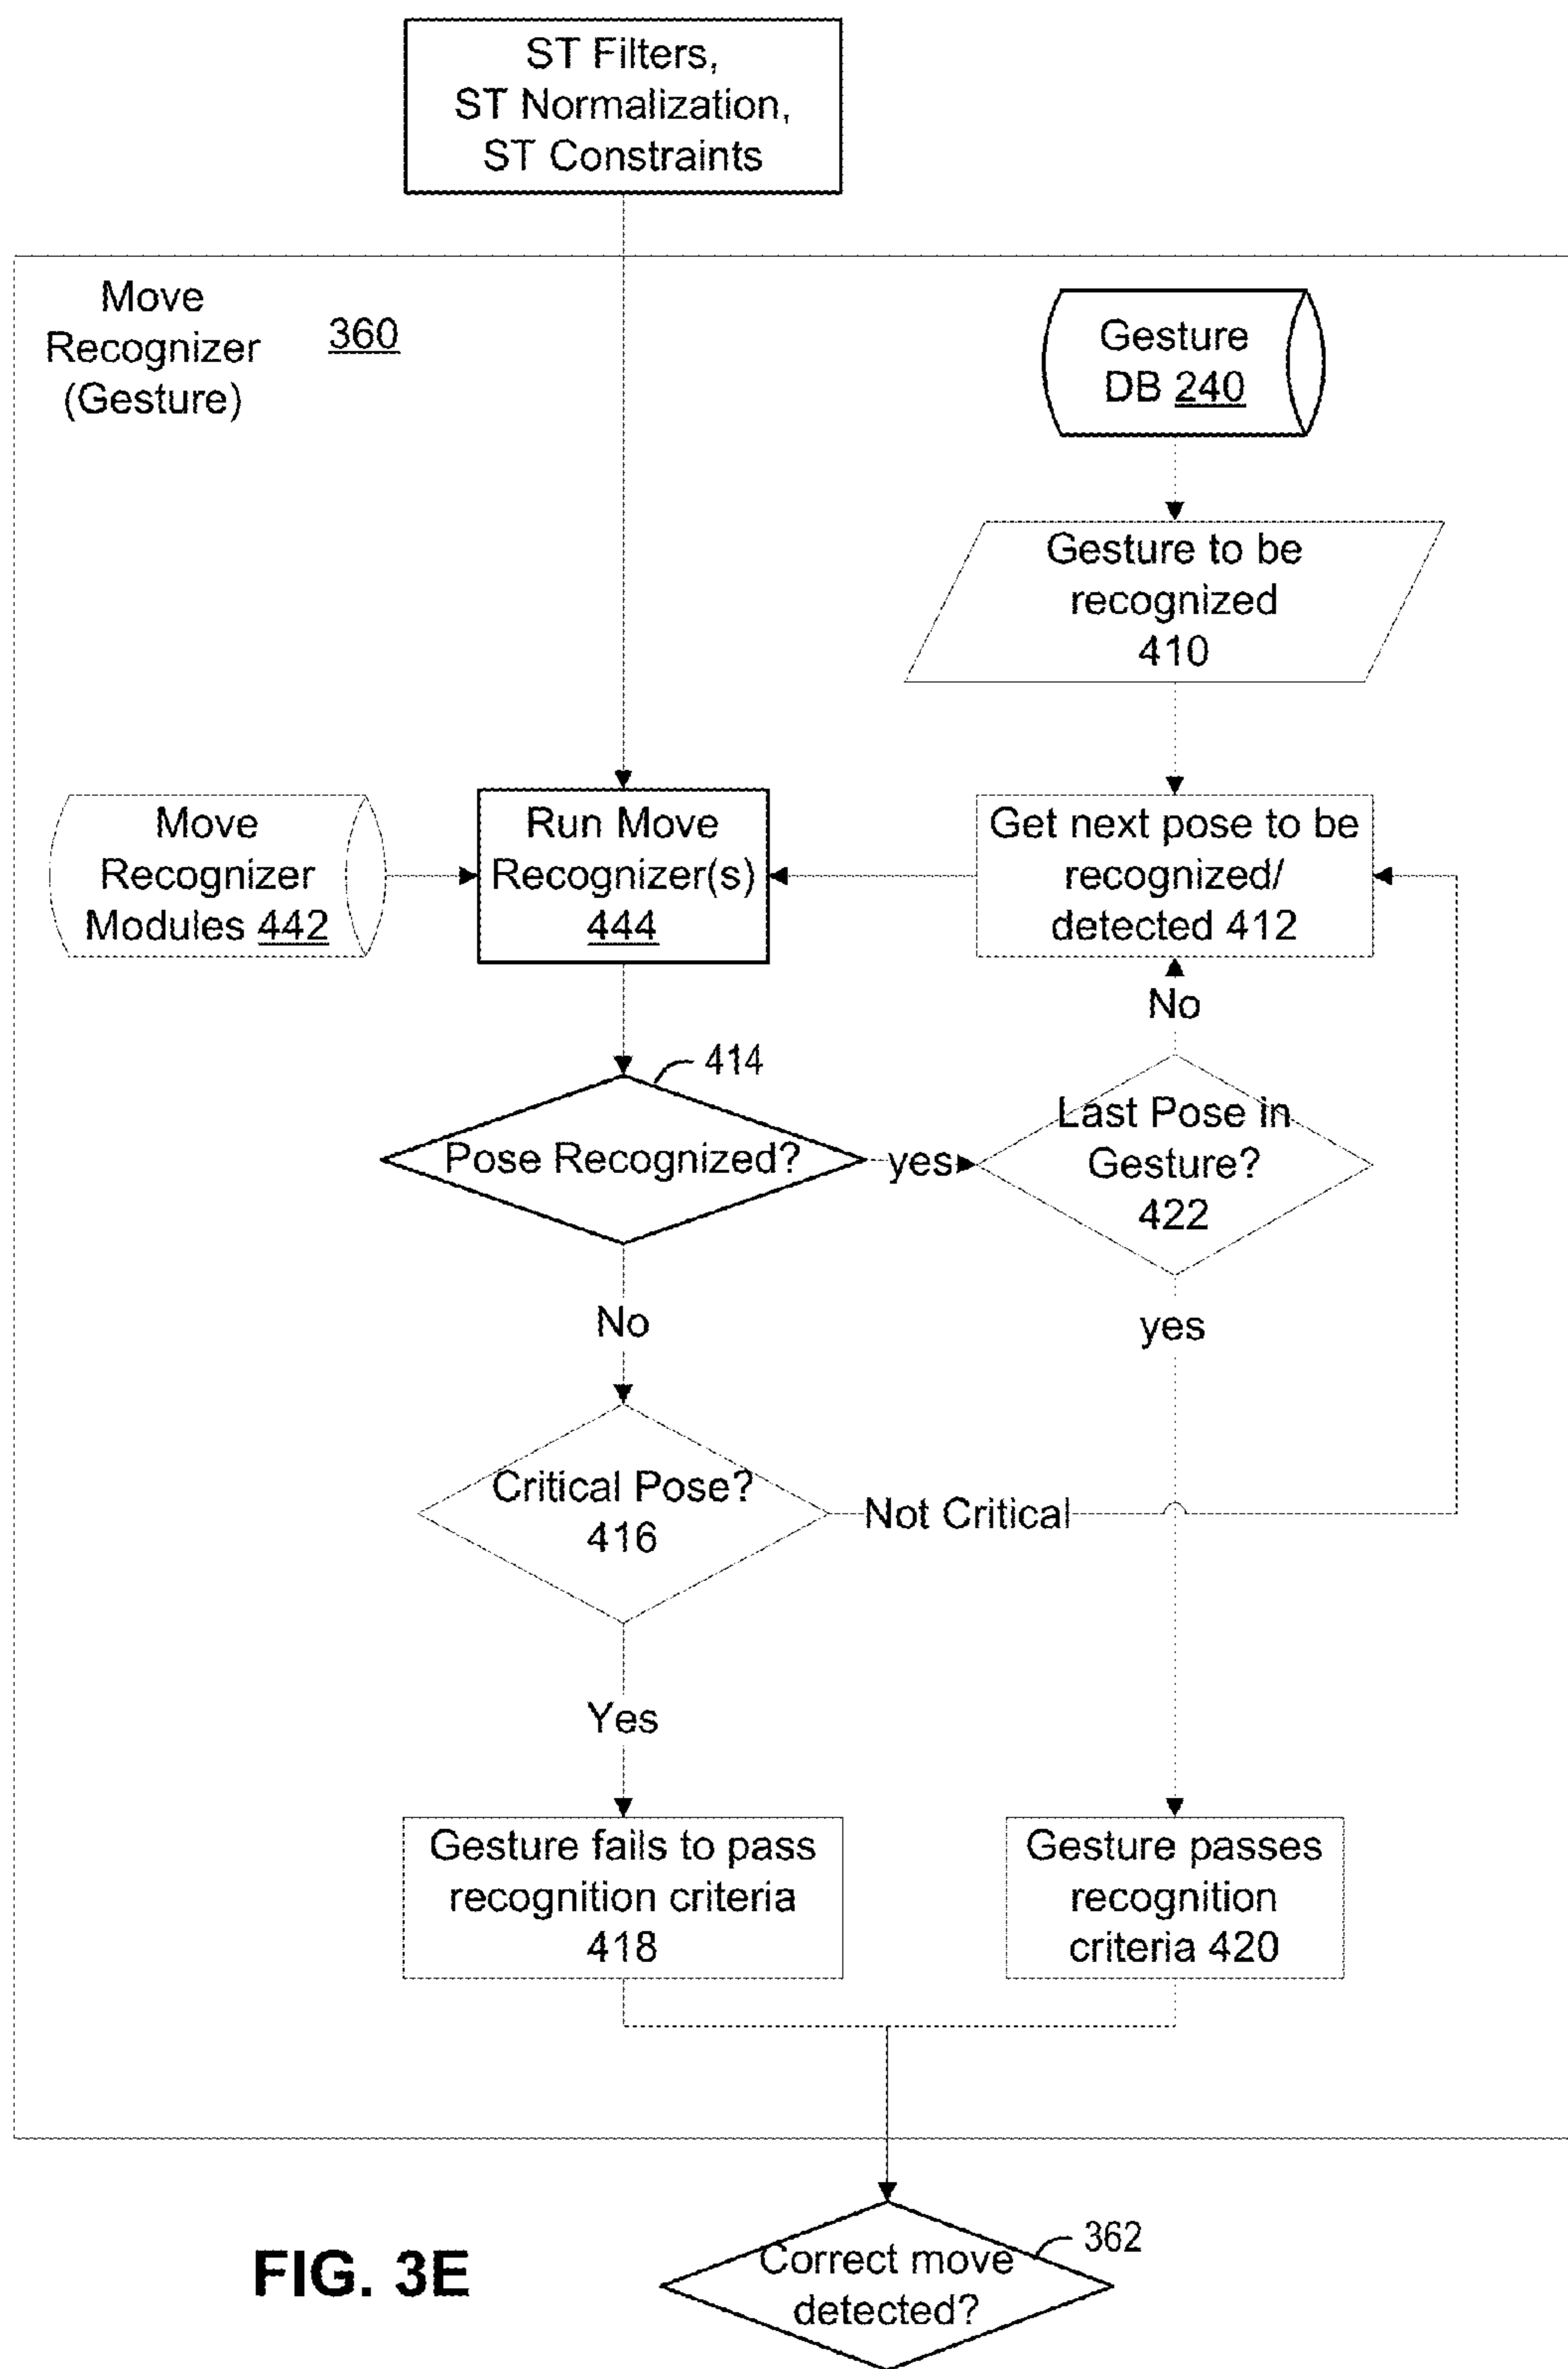 ST Filters,
ST Normalization,
ST Constraints
Move
Recognizer
(Gesture)
360
Gesture
DB 240
Gesture to be
recognized
410
Move
Recognizer
Modules 442
Run Move
Recognizer(s)
444
Get next pose to be
recognized/
detected 412
No
414
Pose Recognized?
yes
Last Pose in
Gesture?
422
No
yes
Critical Pose?
416
Not Critical
Yes
Gesture fails to pass
recognition criteria
418
Gesture passes
recognition
criteria 420
362
Correct move
detected?
FIG. 3E